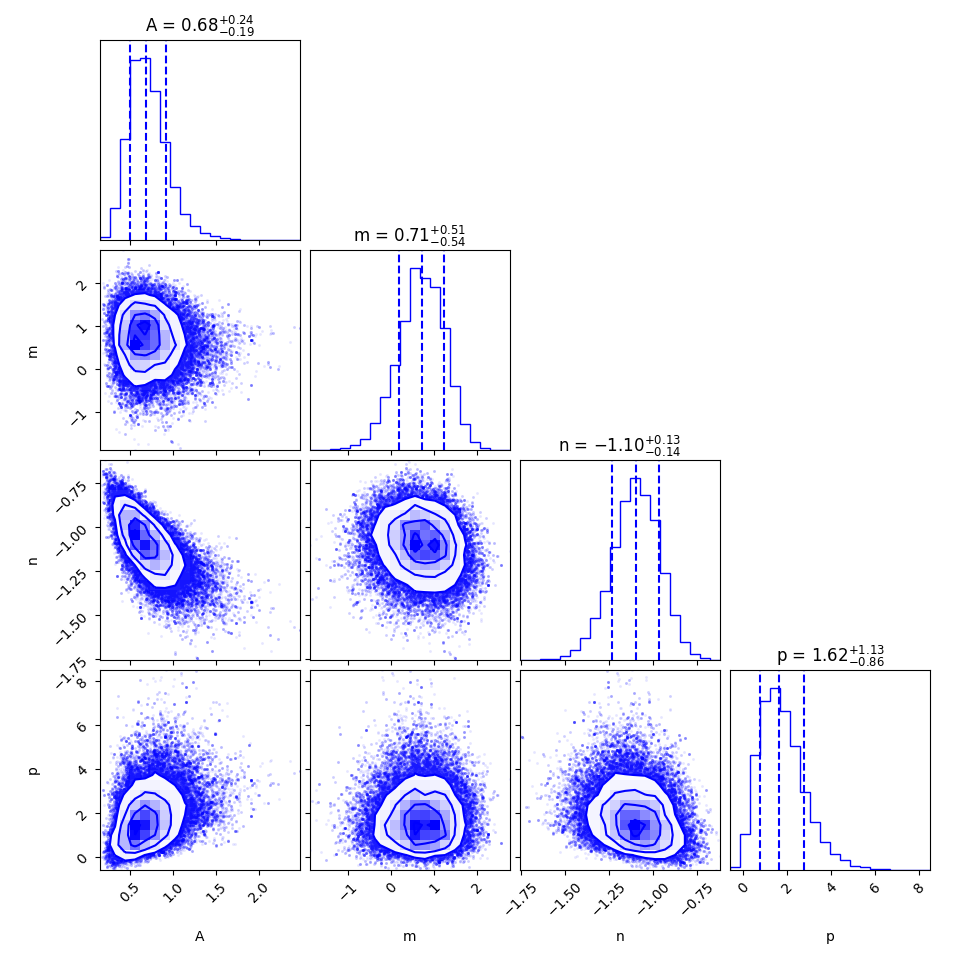 A = 0.68+0.24−0.19
m = 0.71+0.51−0.54
2
1
0
−1
m
n = −1.10+0.13−0.14
−0.75
−1.00
−1.25
−1.50
−1.75
n
p = 1.62+1.13−0.86
8
6
4
2
0
p
0.5 1.0 1.5 2.0
−1 0 1 2
−1.75 −1.50 −1.25 −1.00 −0.75
0 2 4 6 8
A m n p